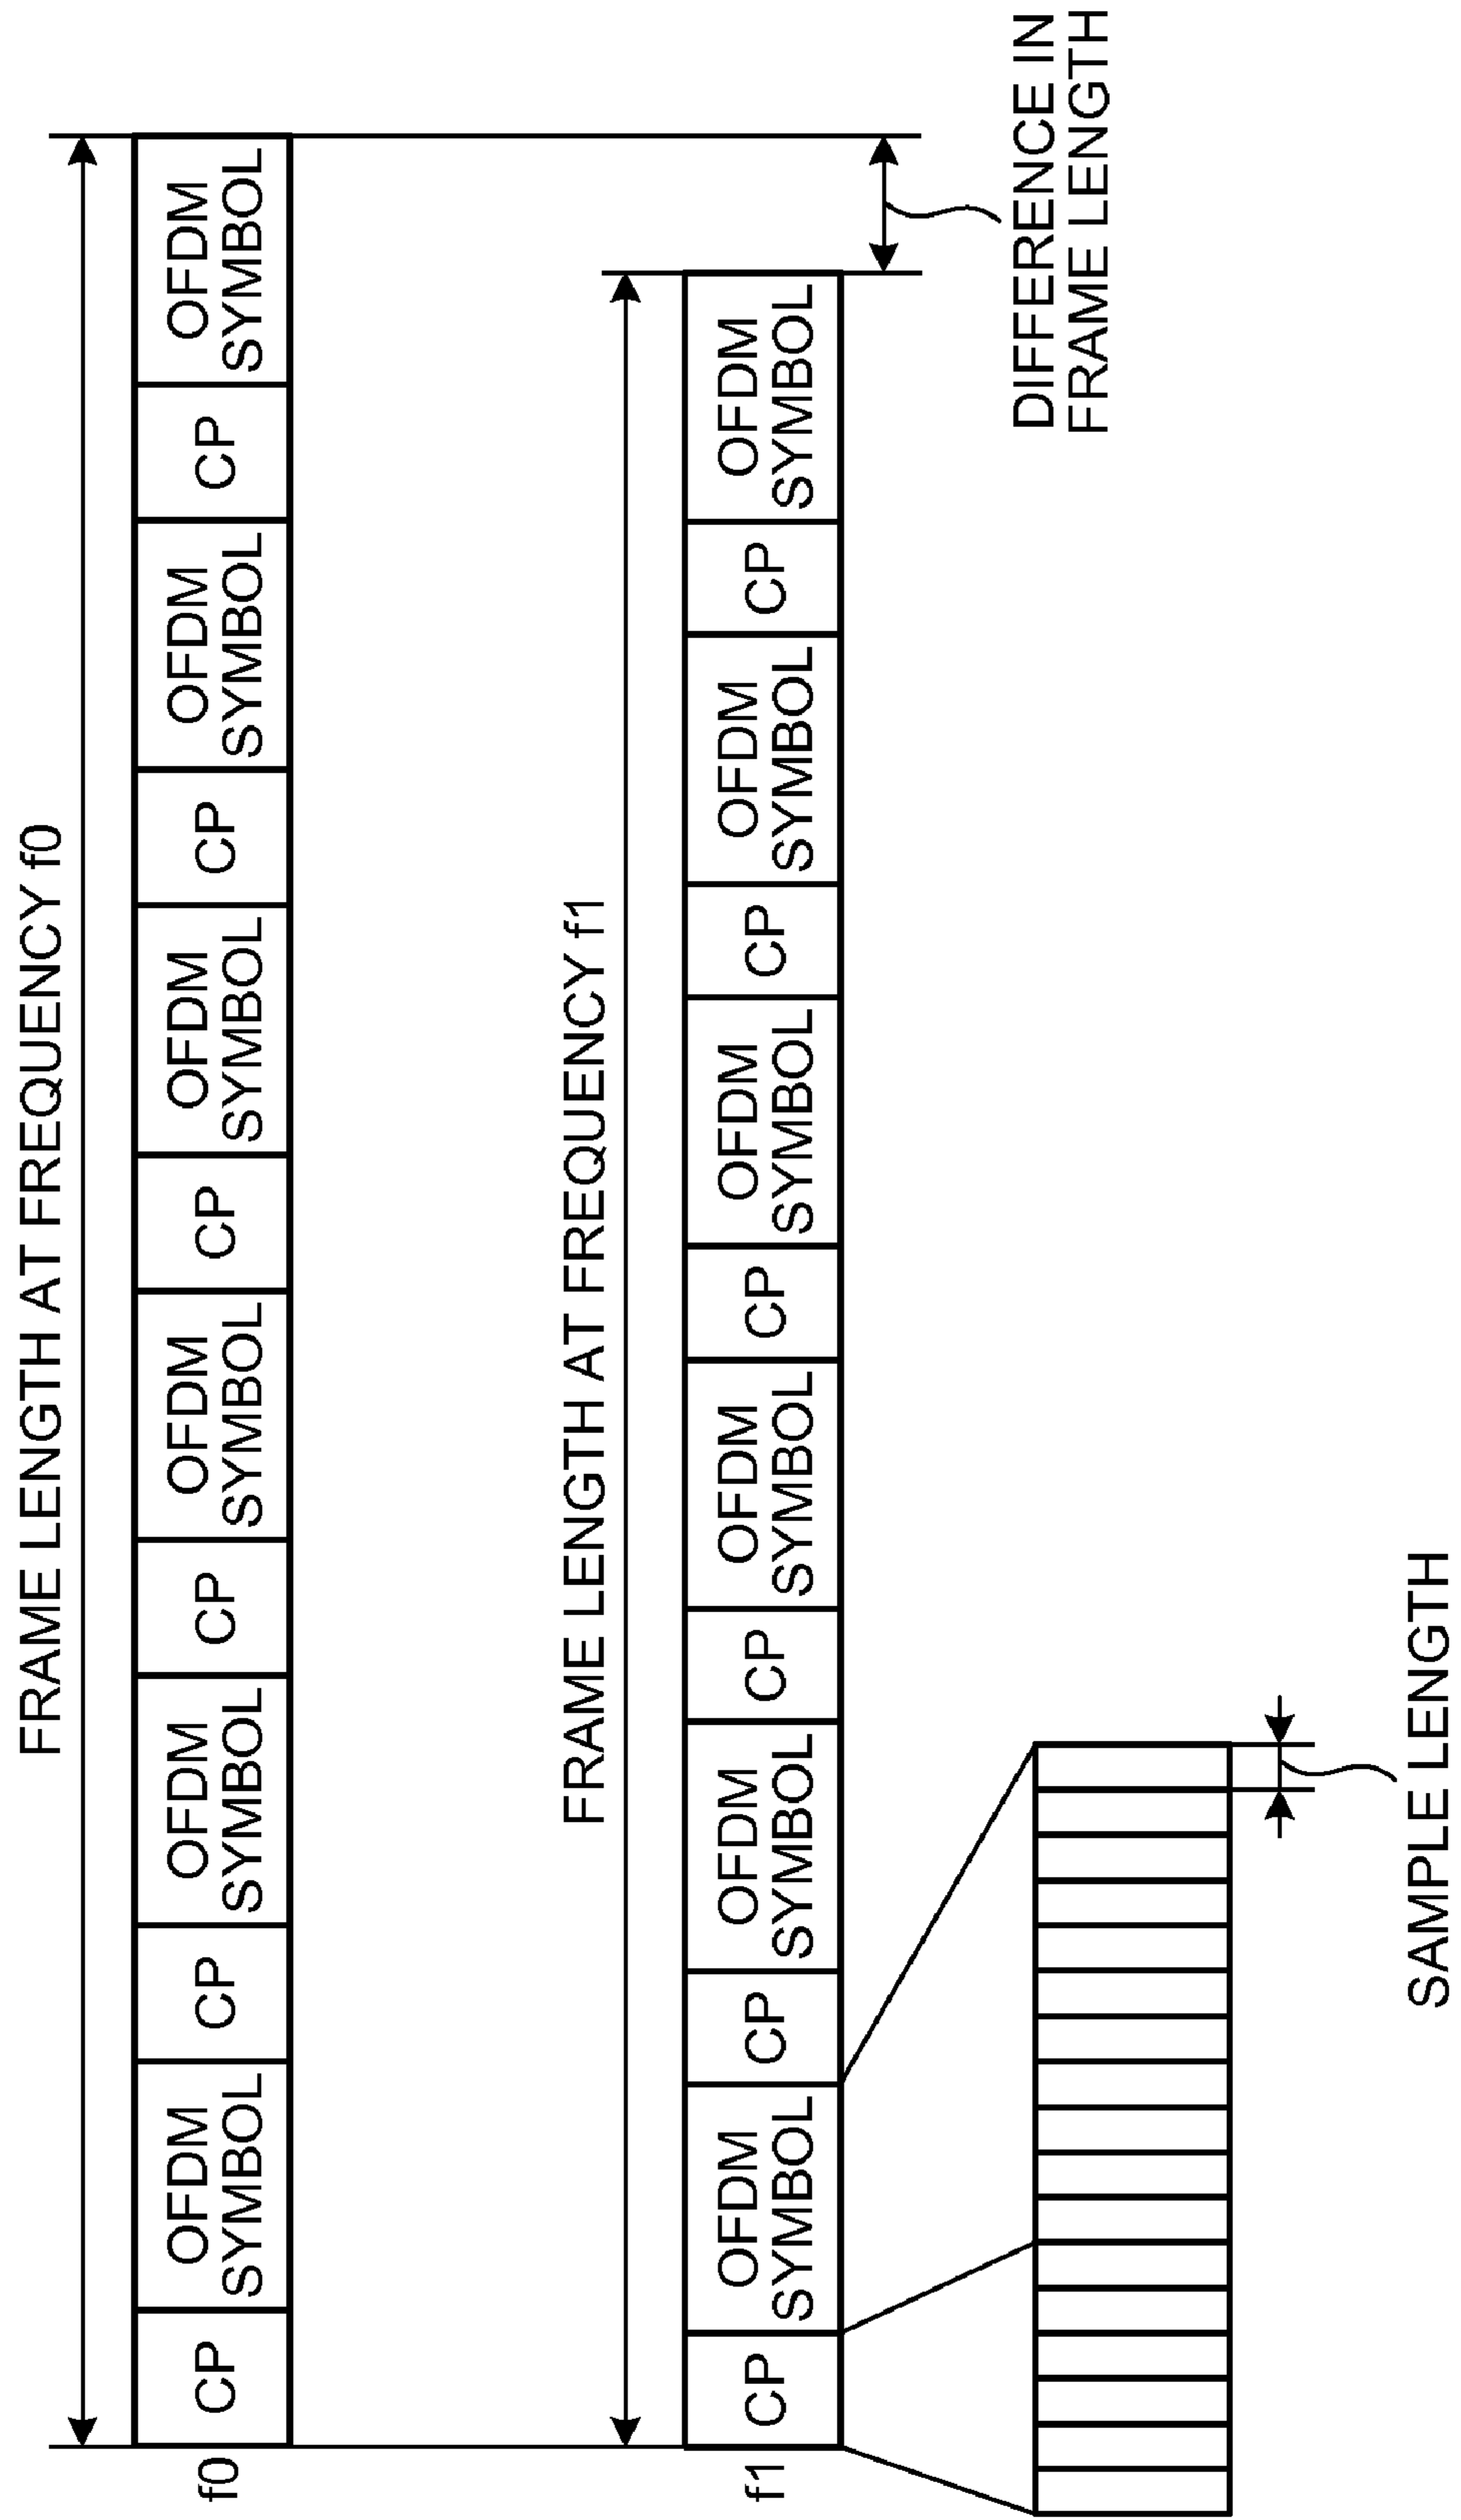 FRAME LENGTH AT FREQUENCY f0
f0
CP
OFDM
SYMBOL
CP
OFDM
SYMBOL
CP
OFDM
SYMBOL
CP
OFDM
SYMBOL
CP
OFDM
SYMBOL
CP
OFDM
SYMBOL
FRAME LENGTH AT FREQUENCY f1
f1
CP
OFDM
SYMBOL
CP
OFDM
SYMBOL
CP
OFDM
SYMBOL
CP
OFDM
SYMBOL
CP
OFDM
SYMBOL
CP
OFDM
SYMBOL
DIFFERENCE IN
FRAME LENGTH
SAMPLE LENGTH